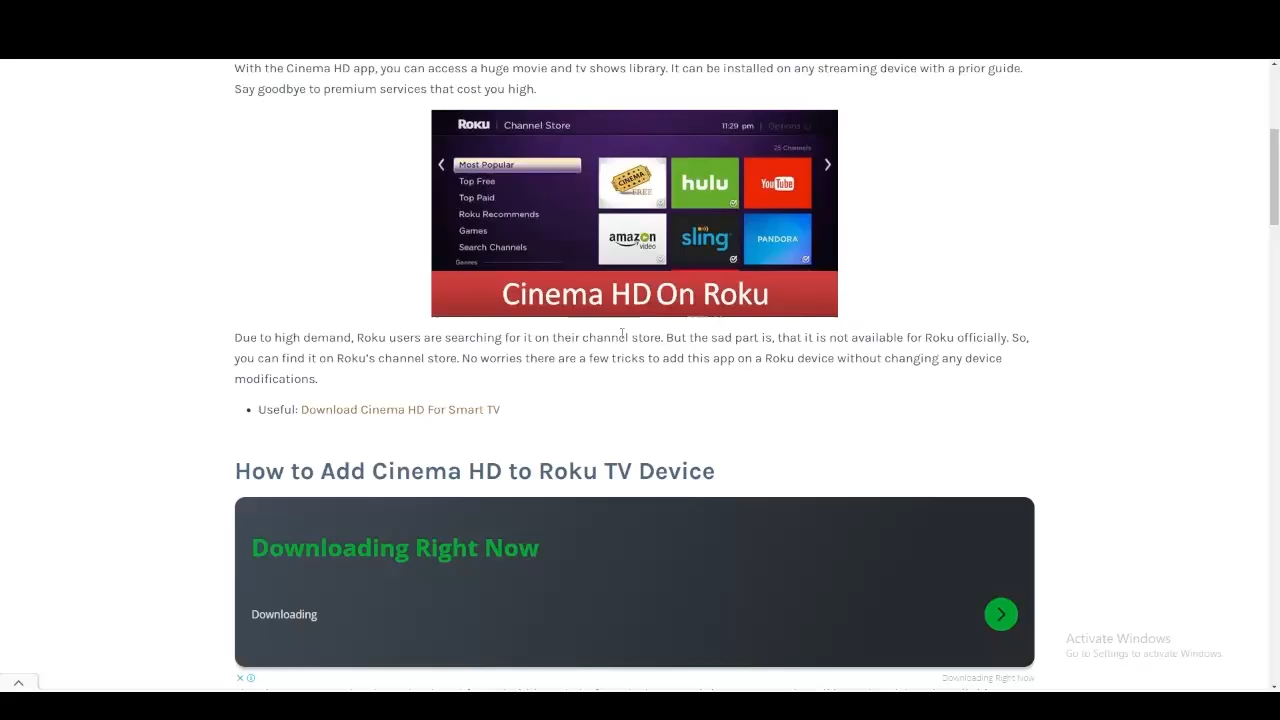 With the Cinema HD app, you can access a huge movie and tv shows library. It can be installed on any streaming device with a prior guide.
Say goodbye to premium services that cost you high.
Roku | Channel Store
11:29 pm | Options
25 Channels
Most Popular
Top Free
Top Paid
Roku Recommends
Games
Search Channels
Genres
CINEMA
FREE
hulu
YouTube
amazon video
sling
PANDORA
Cinema HD On Roku
Due to high demand, Roku users are searching for it on their channel store. But the sad part is, that it is not available for Roku officially. So,
you can find it on Roku's channel store. No worries there are a few tricks to add this app on a Roku device without changing any device
modifications.
• Useful: Download Cinema HD For Smart TV
How to Add Cinema HD to Roku TV Device
Downloading Right Now
Downloading
Downloading Right Now
Activate Windows
Go to Settings to activate Windows.